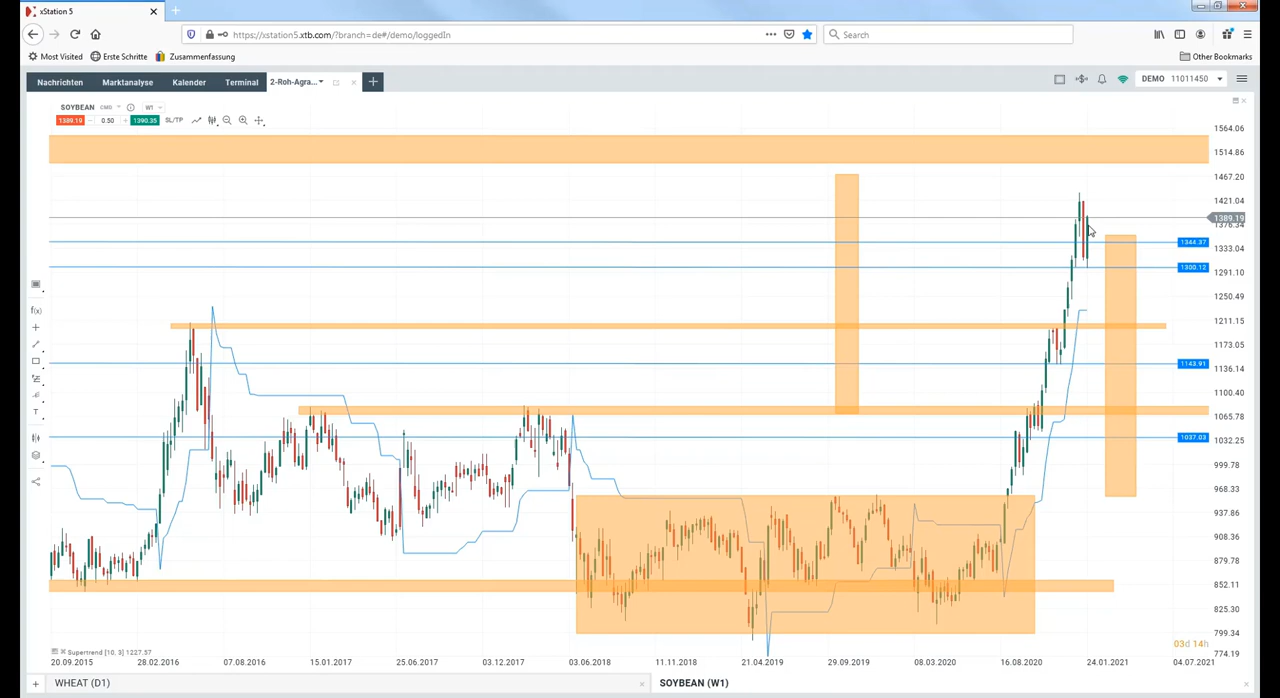 xStation 5
https://xstation5.xtb.com/?branch=de#/demo/loggedIn
Search
Most Visited Erste Schritte Zusammenfassung Other Bookmarks
Nachrichten Marktanalyse Kalender Terminal 2-Roh-Agra... DEMO 11011450
SOYBEAN CMD W1
1389.19 0.50 1390.35 SL/TP
1564.06
1514.86
1467.20
1421.04
1389.19
1376.34
1344.37
1333.04
1300.12
1291.10
1250.49
1211.15
1173.05
1143.91
1136.14
1100.40
1065.78
1037.03
1032.25
999.78
968.33
937.86
908.36
879.78
852.11
825.30
799.34
774.19
T
f(x)
03d 14h
Supertrend [10, 3] 1227.57
20.09.2015 28.02.2016 07.08.2016 15.01.2017 25.06.2017 03.12.2017 03.06.2018 11.11.2018 21.04.2019 29.09.2019 08.03.2020 16.08.2020 24.01.2021 04.07.2021
WHEAT (D1) SOYBEAN (W1)